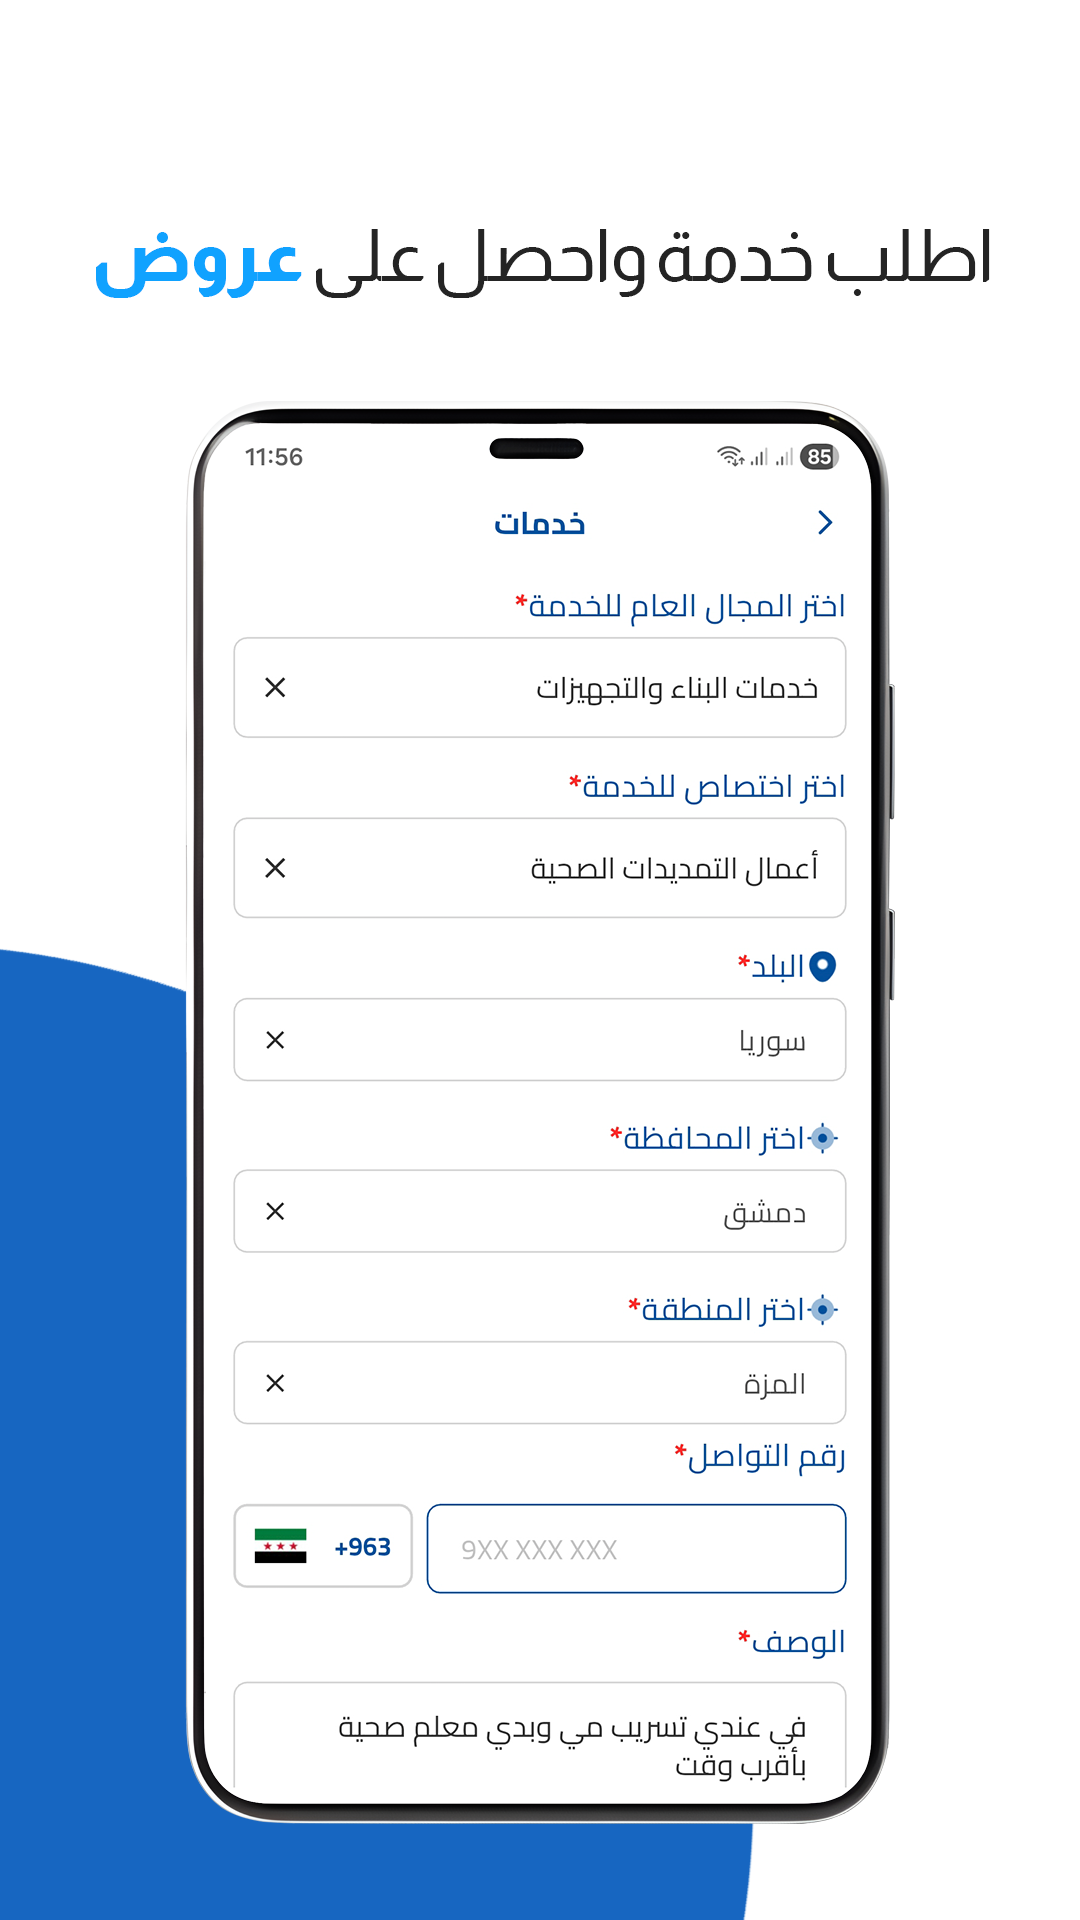 اطلب خدمة واحصل على عروض
11:56
85
خدمات
اختر المجال العام للخدمة*
خدمات البناء والتجهيزات
اختر اختصاص للخدمة*
أعمال التمديدات الصحية
البلد*
سوريا
اختر المحافظة*
دمشق
اختر المنطقة*
المزة
رقم التواصل*
+963
9XX XXX XXX
الوصف*
في عندي تسريب مي وبدي معلم صحية
بأقرب وقت